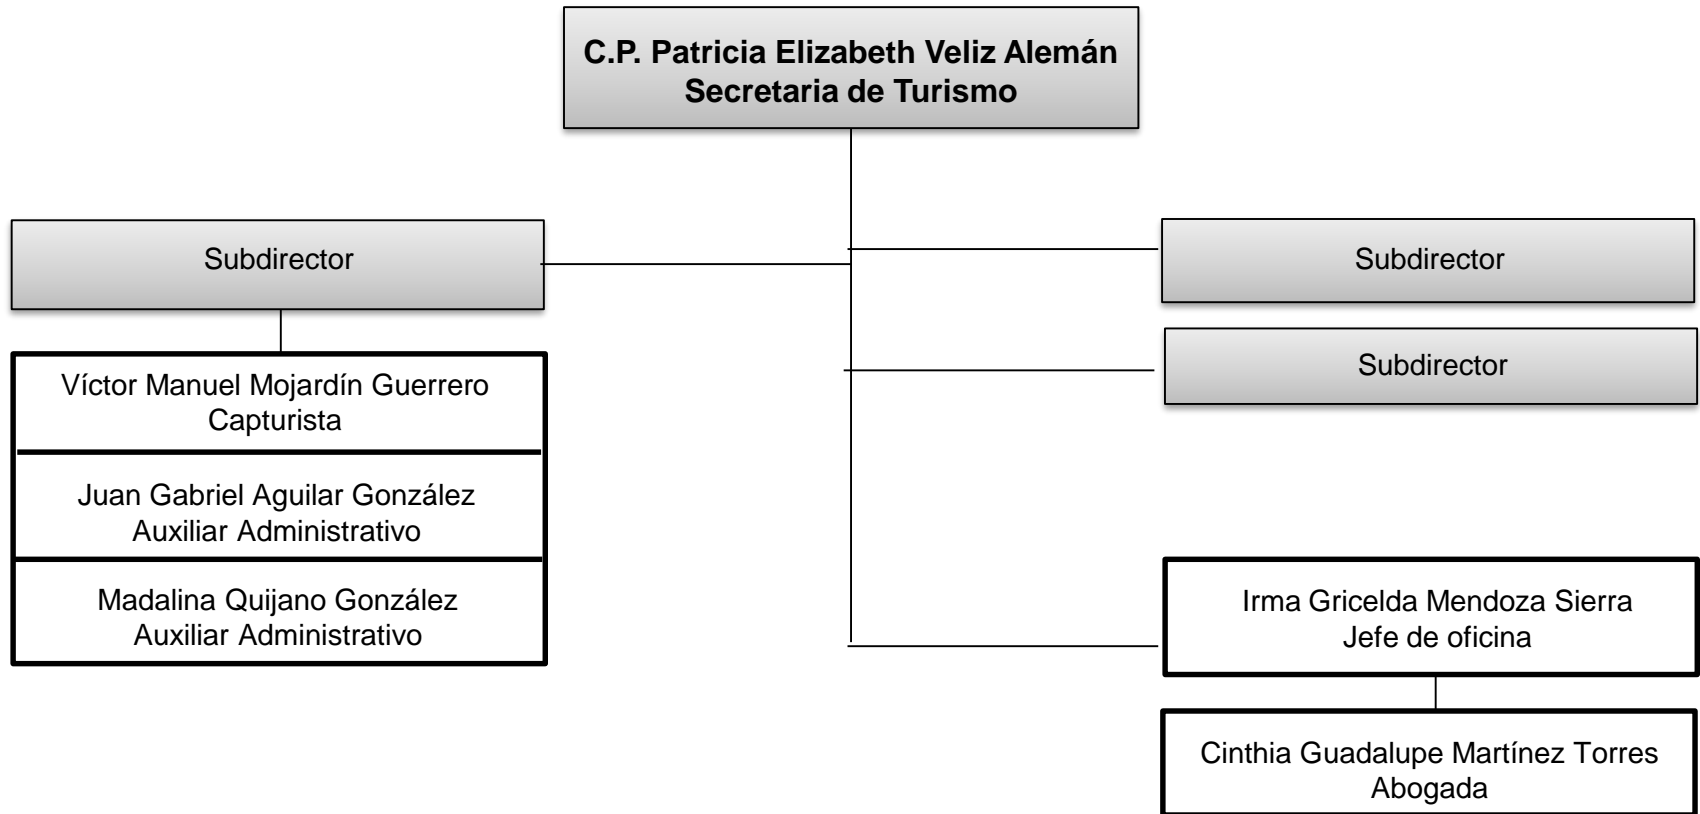 C.P. Patricia Elizabeth Veliz Alemán
Secretaria de Turismo
Subdirector
Subdirector
Subdirector
Víctor Manuel Mojardín Guerrero
Capturista
Juan Gabriel Aguilar González
Auxiliar Administrativo
Madalina Quijano González
Auxiliar Administrativo
Irma Gricelda Mendoza Sierra
Jefe de oficina
Cinthia Guadalupe Martínez Torres
Abogada